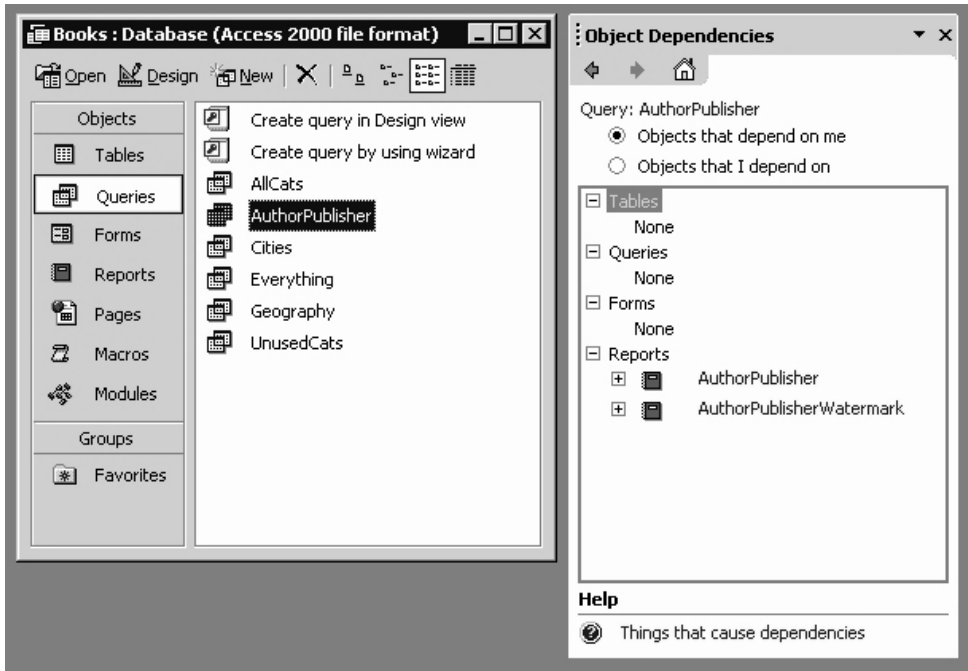 Books : Database (Access 2000 file format)
Open Design New
Objects
Tables
Queries
Forms
Reports
Pages
Macros
Modules
Groups
Favorites
Create query in Design view
Create query by using wizard
AllCats
AuthorPublisher
Cities
Everything
Geography
UnusedCats
Object Dependencies
Query: AuthorPublisher
Objects that depend on me
Objects that I depend on
Tables
None
Queries
None
Forms
None
Reports
AuthorPublisher
AuthorPublisherWatermark
Help
Things that cause dependencies